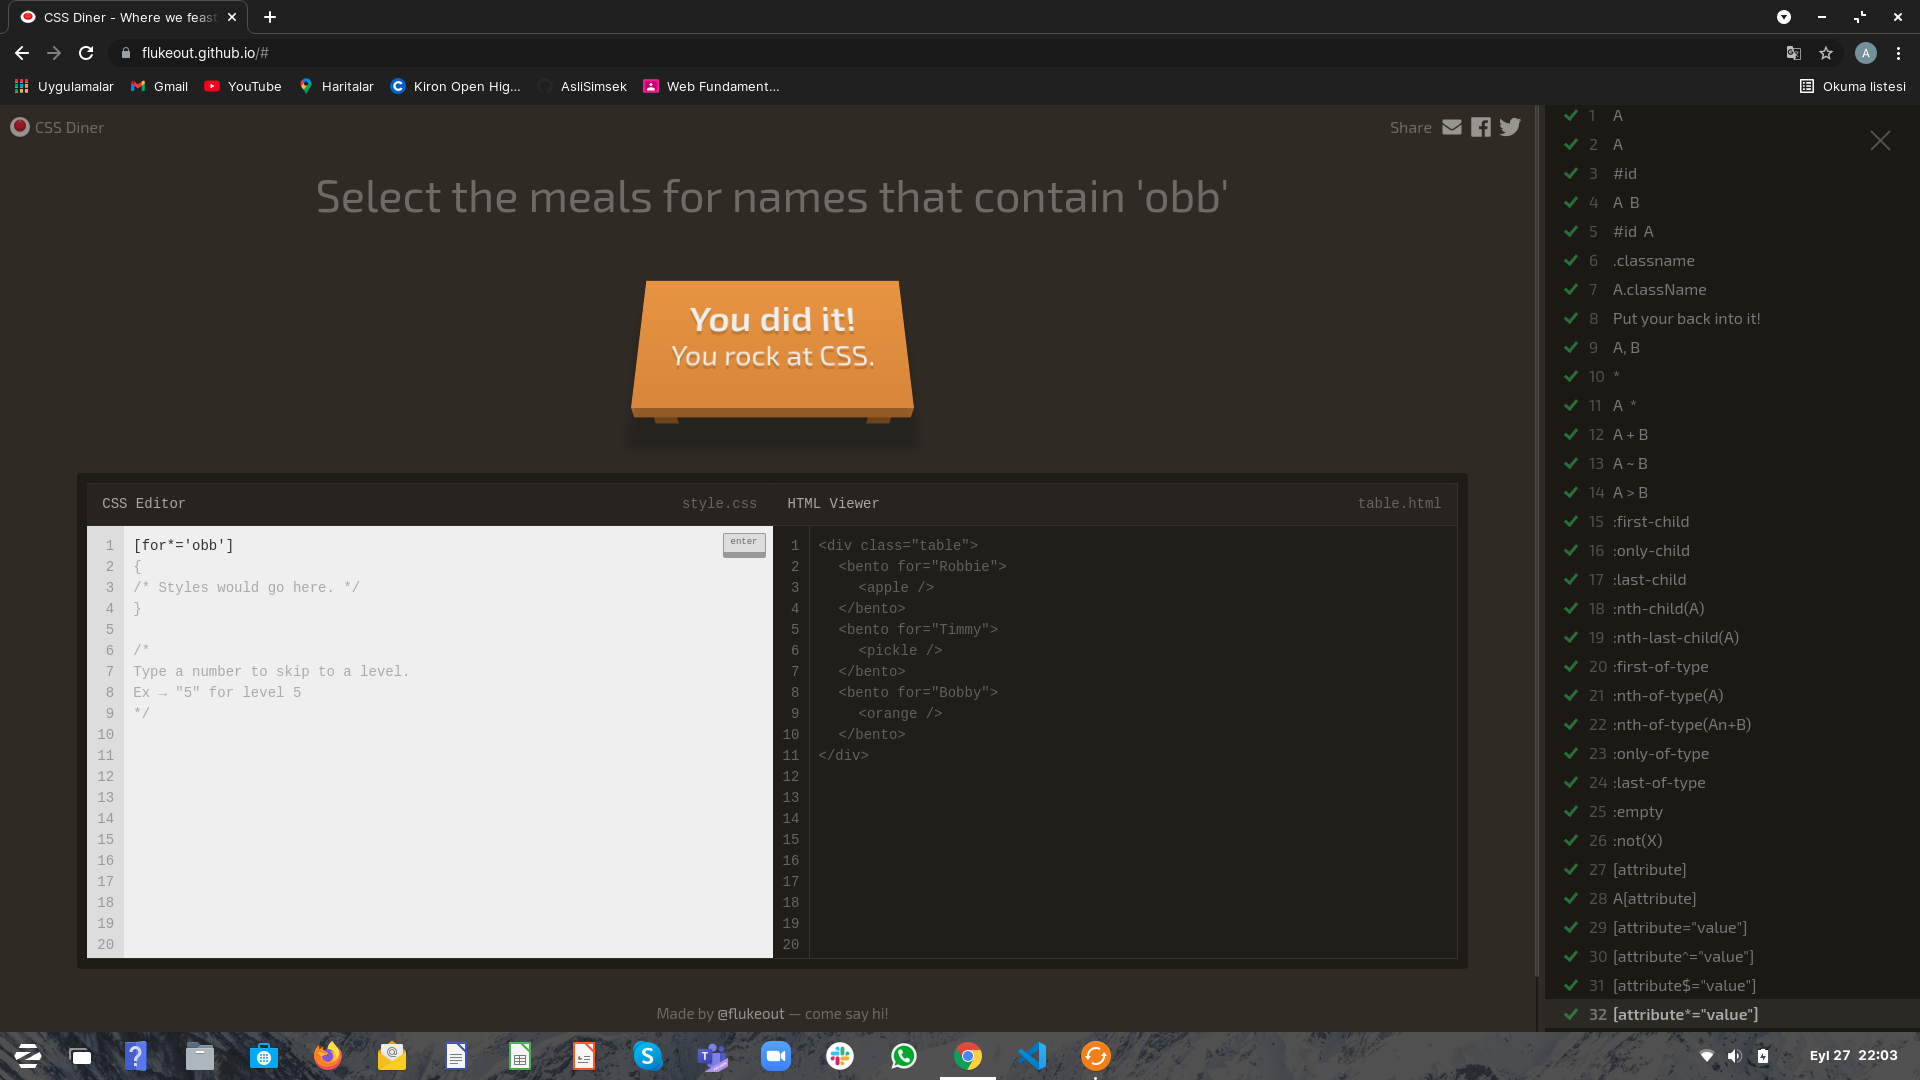 CSS Diner - Where we feast
flukeout.github.io/#
A
Uygulamalar
Gmail
YouTube
Haritalar
Kiron Open Hig...
AsliSimsek
Web Fundament...
Okuma listesi
CSS Diner
Share
Select the meals for names that contain 'obb'
You did it!
You rock at CSS.
CSS Editor style.css
1 [for*='obb']
enter
2 {
3 /* Styles would go here. */
4 }
5
6 /*
7 Type a number to skip to a level.
8 Ex → "5" for level 5
9 */
10
11
12
13
14
15
16
17
18
19
20
HTML Viewer table.html
1 <div class="table">
2 <bento for="Robbie">
3 <apple />
4 </bento>
5 <bento for="Timmy">
6 <pickle />
7 </bento>
8 <bento for="Bobby">
9 <orange />
10 </bento>
11 </div>
12
13
14
15
16
17
18
19
20
Made by @flukeout — come say hi!
1 A
2 A
3 #id
4 A B
5 #id A
6 .classname
7 A.className
8 Put your back into it!
9 A, B
10 *
11 A *
12 A + B
13 A ~ B
14 A > B
15 :first-child
16 :only-child
17 :last-child
18 :nth-child(A)
19 :nth-last-child(A)
20 :first-of-type
21 :nth-of-type(A)
22 :nth-of-type(An+B)
23 :only-of-type
24 :last-of-type
25 :empty
26 :not(X)
27 [attribute]
28 A[attribute]
29 [attribute="value"]
30 [attribute^="value"]
31 [attribute$="value"]
32 [attribute*="value"]
Eyl 27 22:03